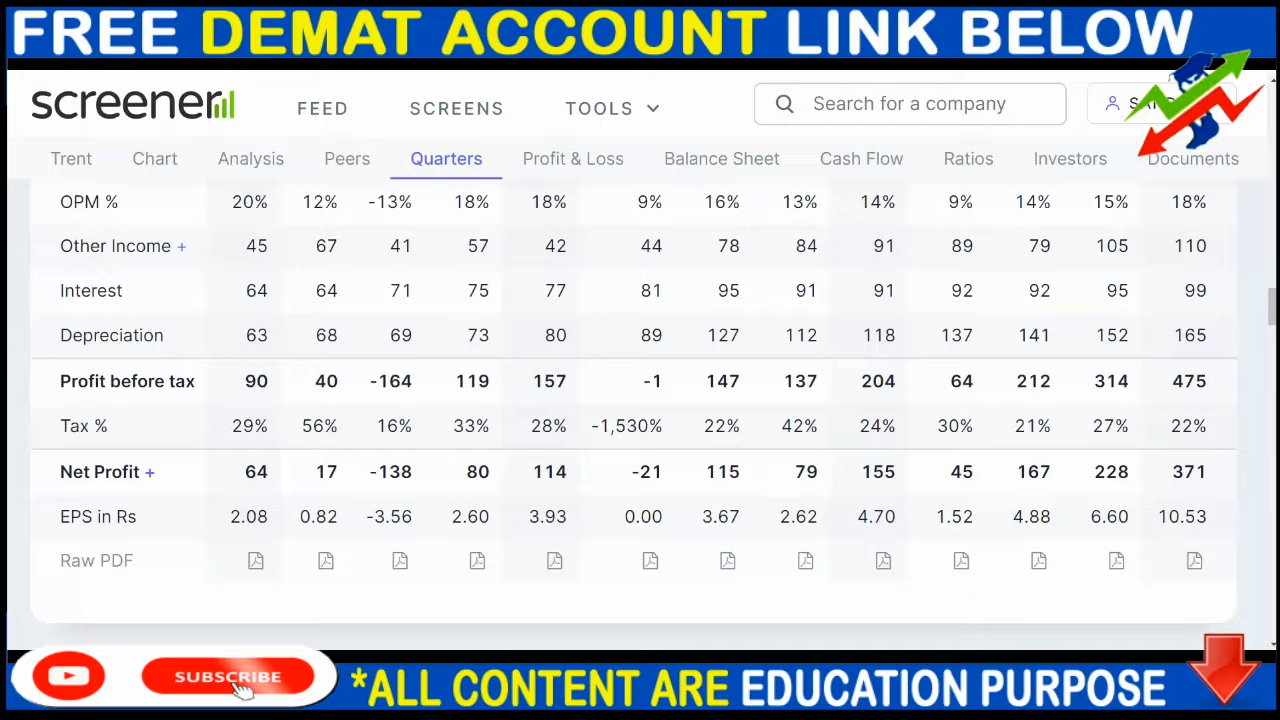 FREE DEMAT ACCOUNT LINK BELOW
screener
FEED SCREENS TOOLS Search for a company
Trend Chart Analysis Peers Quarters Profit & Loss Balance Sheet Cash Flow Ratios Investors Documents
OPM % 20% 12% -13% 18% 18% 9% 16% 13% 14% 9% 14% 15% 18%
Other Income + 45 67 41 57 42 44 78 84 91 89 79 105 110
Interest 64 64 71 75 77 81 95 91 91 92 92 95 99
Depreciation 63 68 69 73 80 89 127 112 118 137 141 152 165
Profit before tax 90 40 -164 119 157 -1 147 137 204 64 212 314 475
Tax % 29% 56% 16% 33% 28% -1,530% 22% 42% 24% 30% 21% 27% 22%
Net Profit + 64 17 -138 80 114 -21 115 79 155 45 167 228 371
EPS in Rs 2.08 0.82 -3.56 2.60 3.93 0.00 3.67 2.62 4.70 1.52 4.88 6.60 10.53
Raw PDF
SUBSCRIBE
*ALL CONTENT ARE EDUCATION PURPOSE